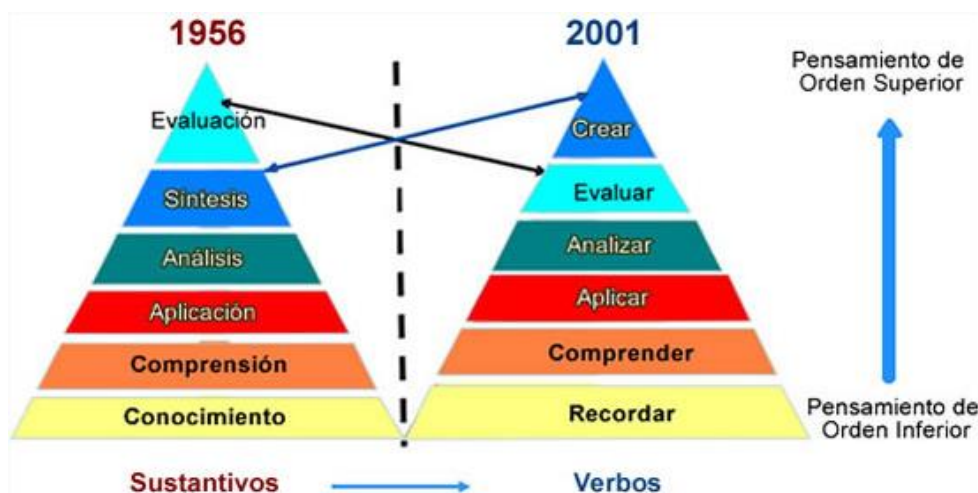 1956
Evaluación
Síntesis
Análisis
Aplicación
Comprensión
Conocimiento
Sustantivos
2001
Crear
Evaluar
Analizar
Aplicar
Comprender
Recordar
Verbos
Pensamiento de
Orden Superior
Pensamiento de
Orden Inferior